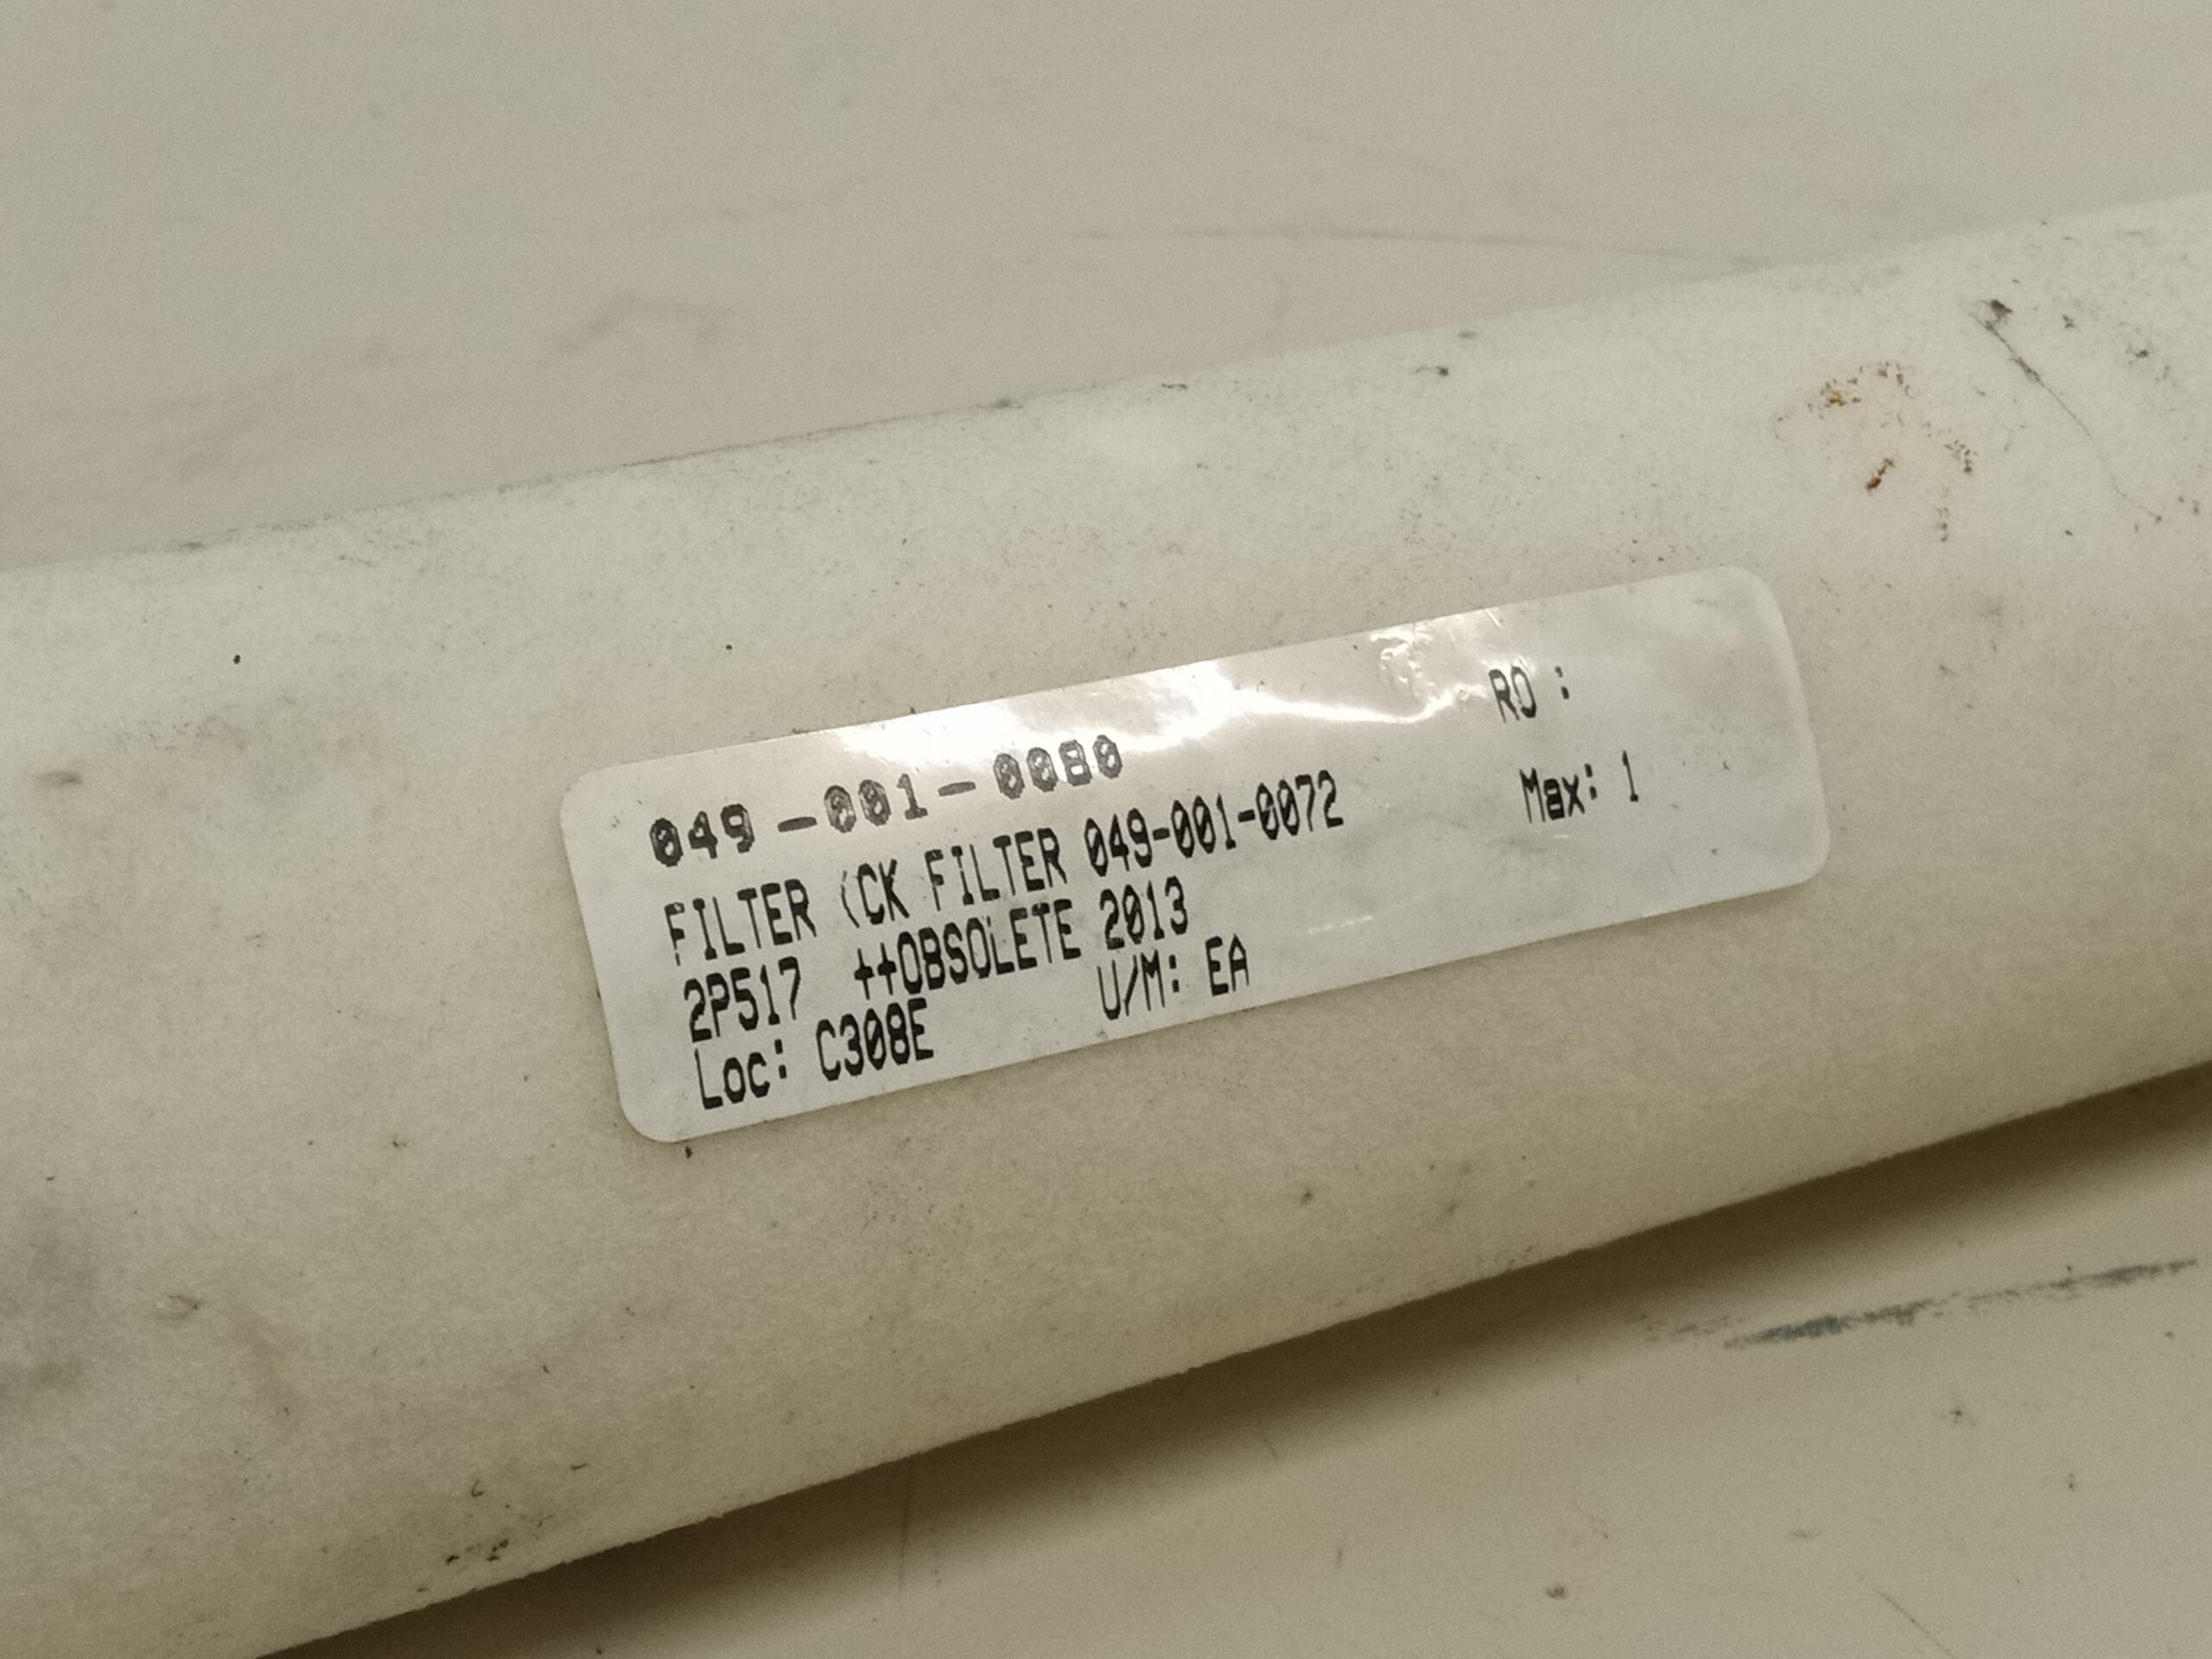 049-001-0080 RO :
FILTER (CK FILTER 049-001-0072 Max: 1
2P517 ++OBSOLETE 2013
Loc: C308E U/M: EA